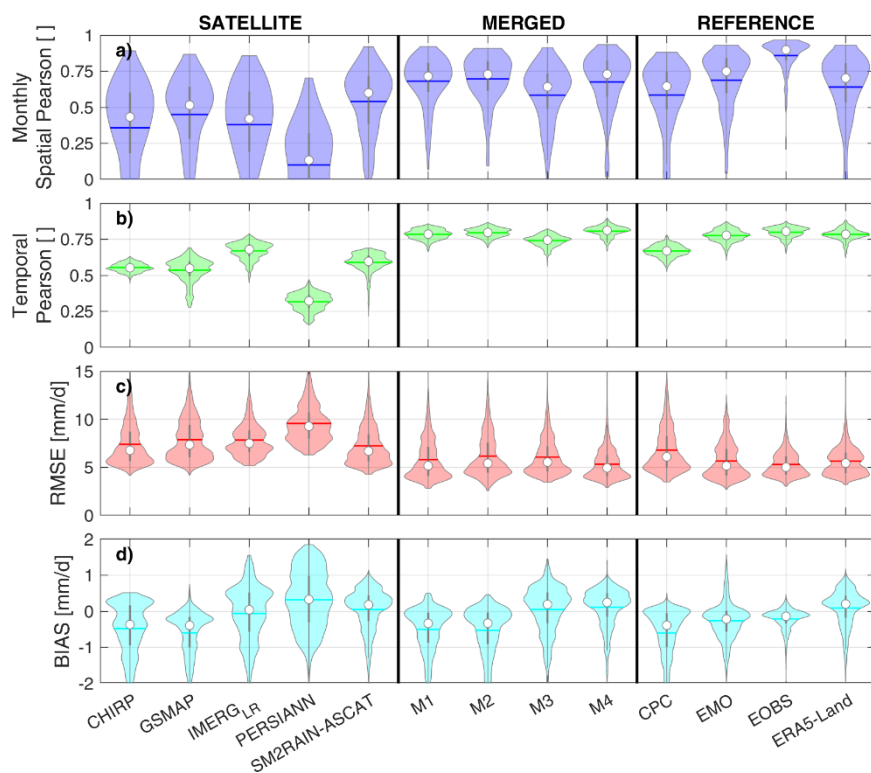 SATELLITE MERGED REFERENCE
a)
Monthly
Spatial Pearson [ ]
1
0.75
0.5
0.25
0
b)
Temporal
Pearson [ ]
1
0.75
0.5
0.25
0
c)
RMSE [mm/d]
15
10
5
0
d)
BIAS [mm/d]
2
1
0
-1
-2
CHIRP
GSMAP
IMERG_LR
PERSIANN
SM2RAIN-ASCAT
M1
M2
M3
M4
CPC
EMO
EOBS
ERA5-Land